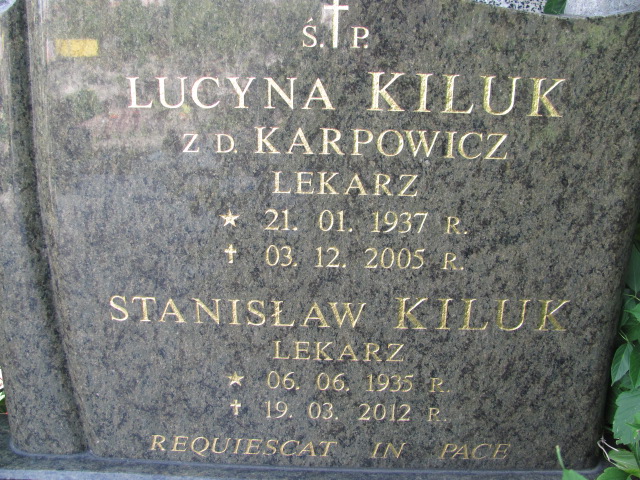 Ś. P.
LUCYNA KILUK
Z D. KARPOWICZ
LEKARZ
21. 01. 1937 R.
03. 12. 2005 R.
STANISŁAW KILUK
LEKARZ
06. 06. 1935 R.
19. 03. 2012 R.
REQUIESCAT IN PACE